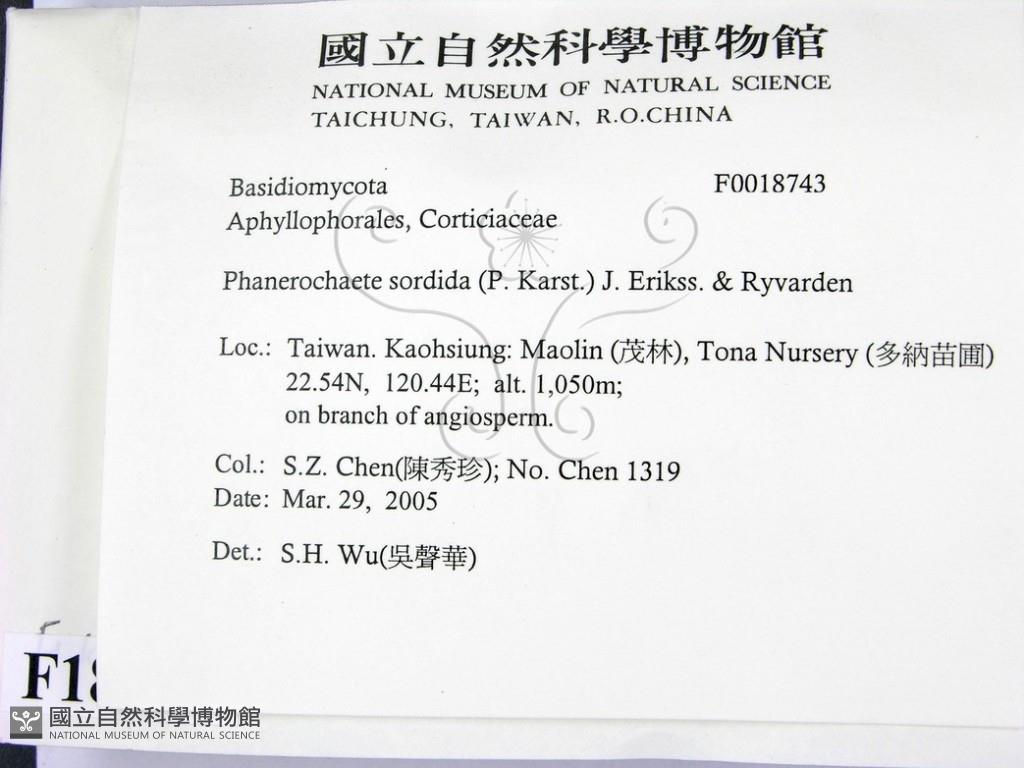 國立自然科學博物館
NATIONAL MUSEUM OF NATURAL SCIENCE
TAICHUNG, TAIWAN, R.O.CHINA
Basidiomycota F0018743
Aphyllophorales, Corticiaceae
Phanerochaete sordida (P. Karst.) J. Erikss. & Ryvarden
Loc.: Taiwan. Kaohsiung: Maolin (茂林), Tona Nursery (多納苗圃)
22.54N, 120.44E; alt. 1,050m;
on branch of angiosperm.
Col.: S.Z. Chen(陳秀珍); No. Chen 1319
Date: Mar. 29, 2005
Det.: S.H. Wu(吳聲華)
F18
國立自然科學博物館
NATIONAL MUSEUM OF NATURAL SCIENCE